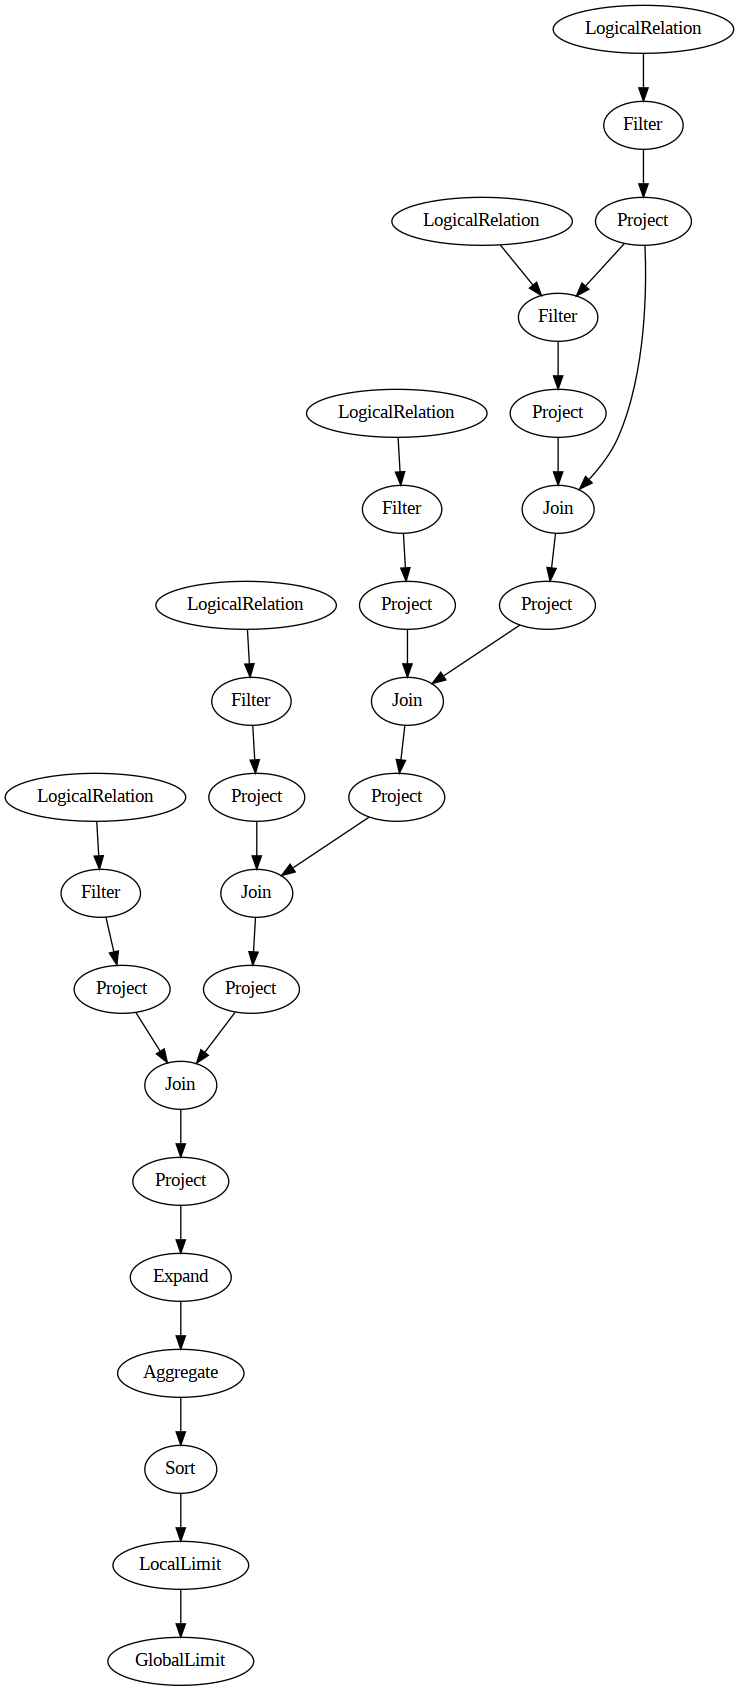 LogicalRelation
Filter
LogicalRelation
Project
Filter
LogicalRelation
Project
Filter
Join
LogicalRelation
Project
Project
Filter
Join
LogicalRelation
Project
Project
Filter
Join
Project
Project
Join
Project
Expand
Aggregate
Sort
LocalLimit
GlobalLimit